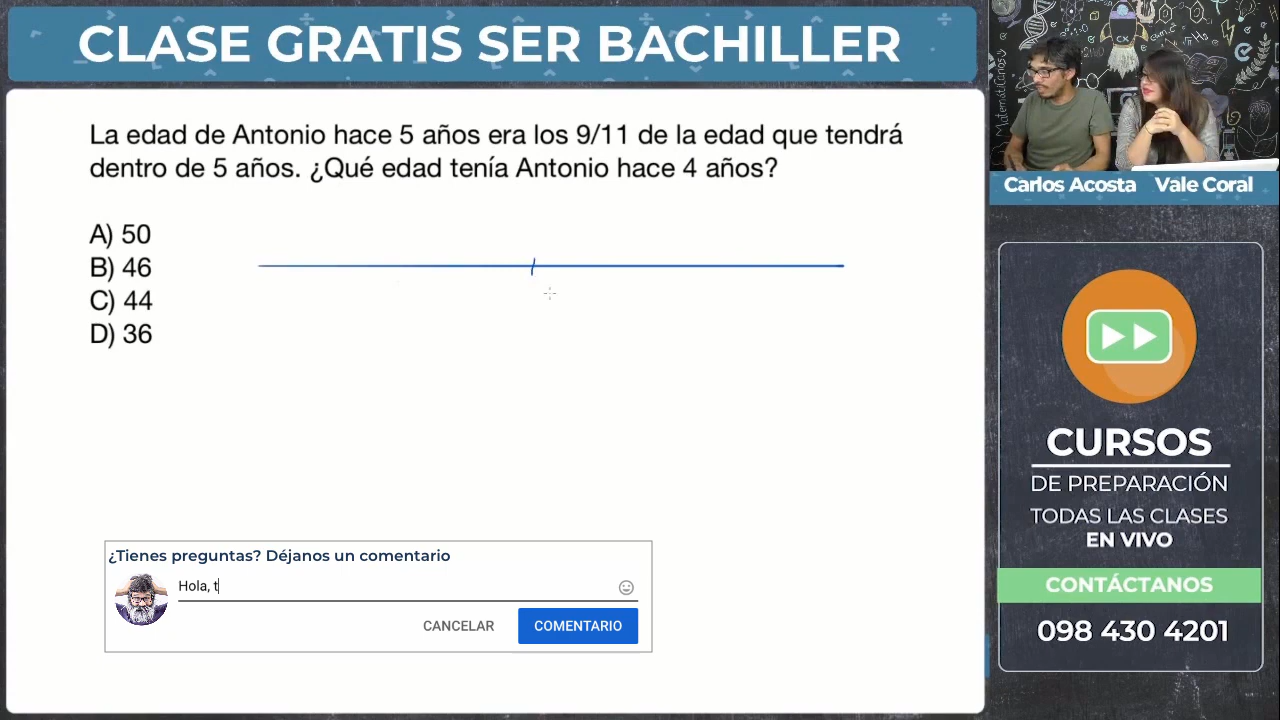 CLASE GRATIS SER BACHILLER
La edad de Antonio hace 5 años era los 9/11 de la edad que tendrá
dentro de 5 años. ¿Qué edad tenía Antonio hace 4 años?
A) 50
B) 46
C) 44
D) 36
¿Tienes preguntas? Déjanos un comentario
Hola, t
CANCELAR COMENTARIO
Carlos Acosta Vale Coral
CURSOS
DE PREPARACIÓN
TODAS LAS CLASES
EN VIVO
CONTÁCTANOS
098 430 4201